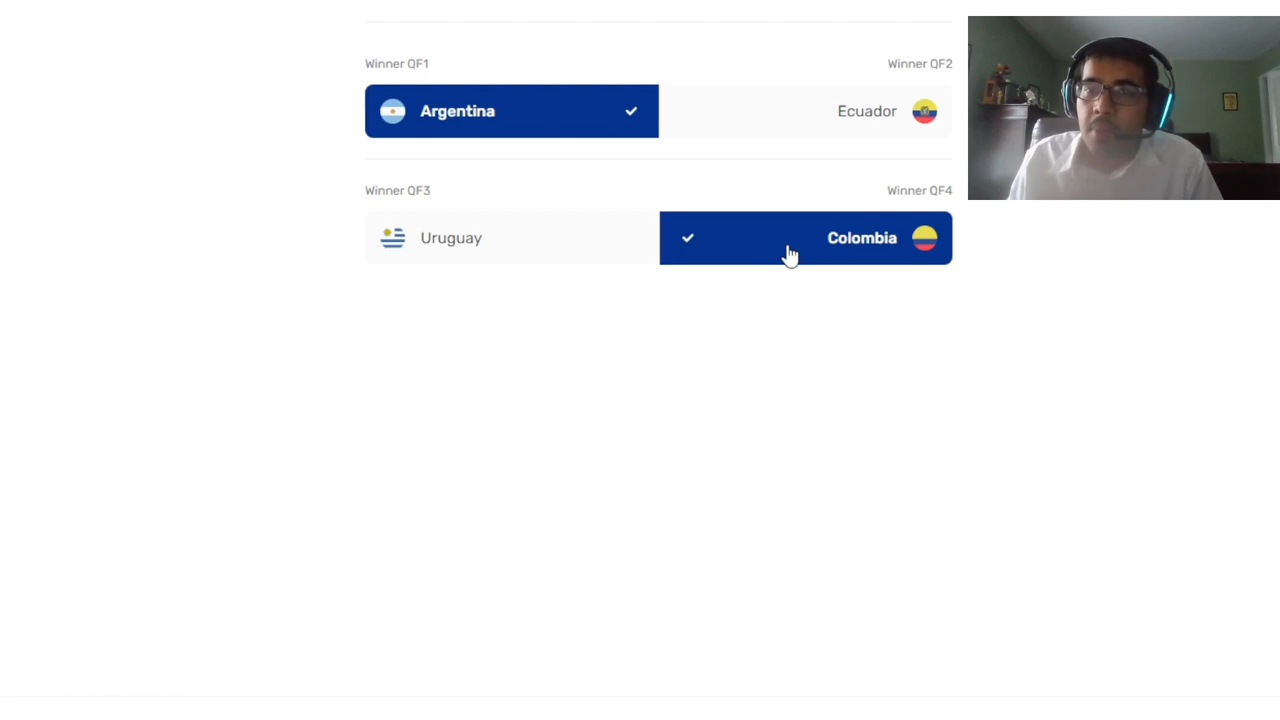 Winner QF1
Winner QF2
Argentina
Ecuador
Winner QF3
Winner QF4
Uruguay
Colombia